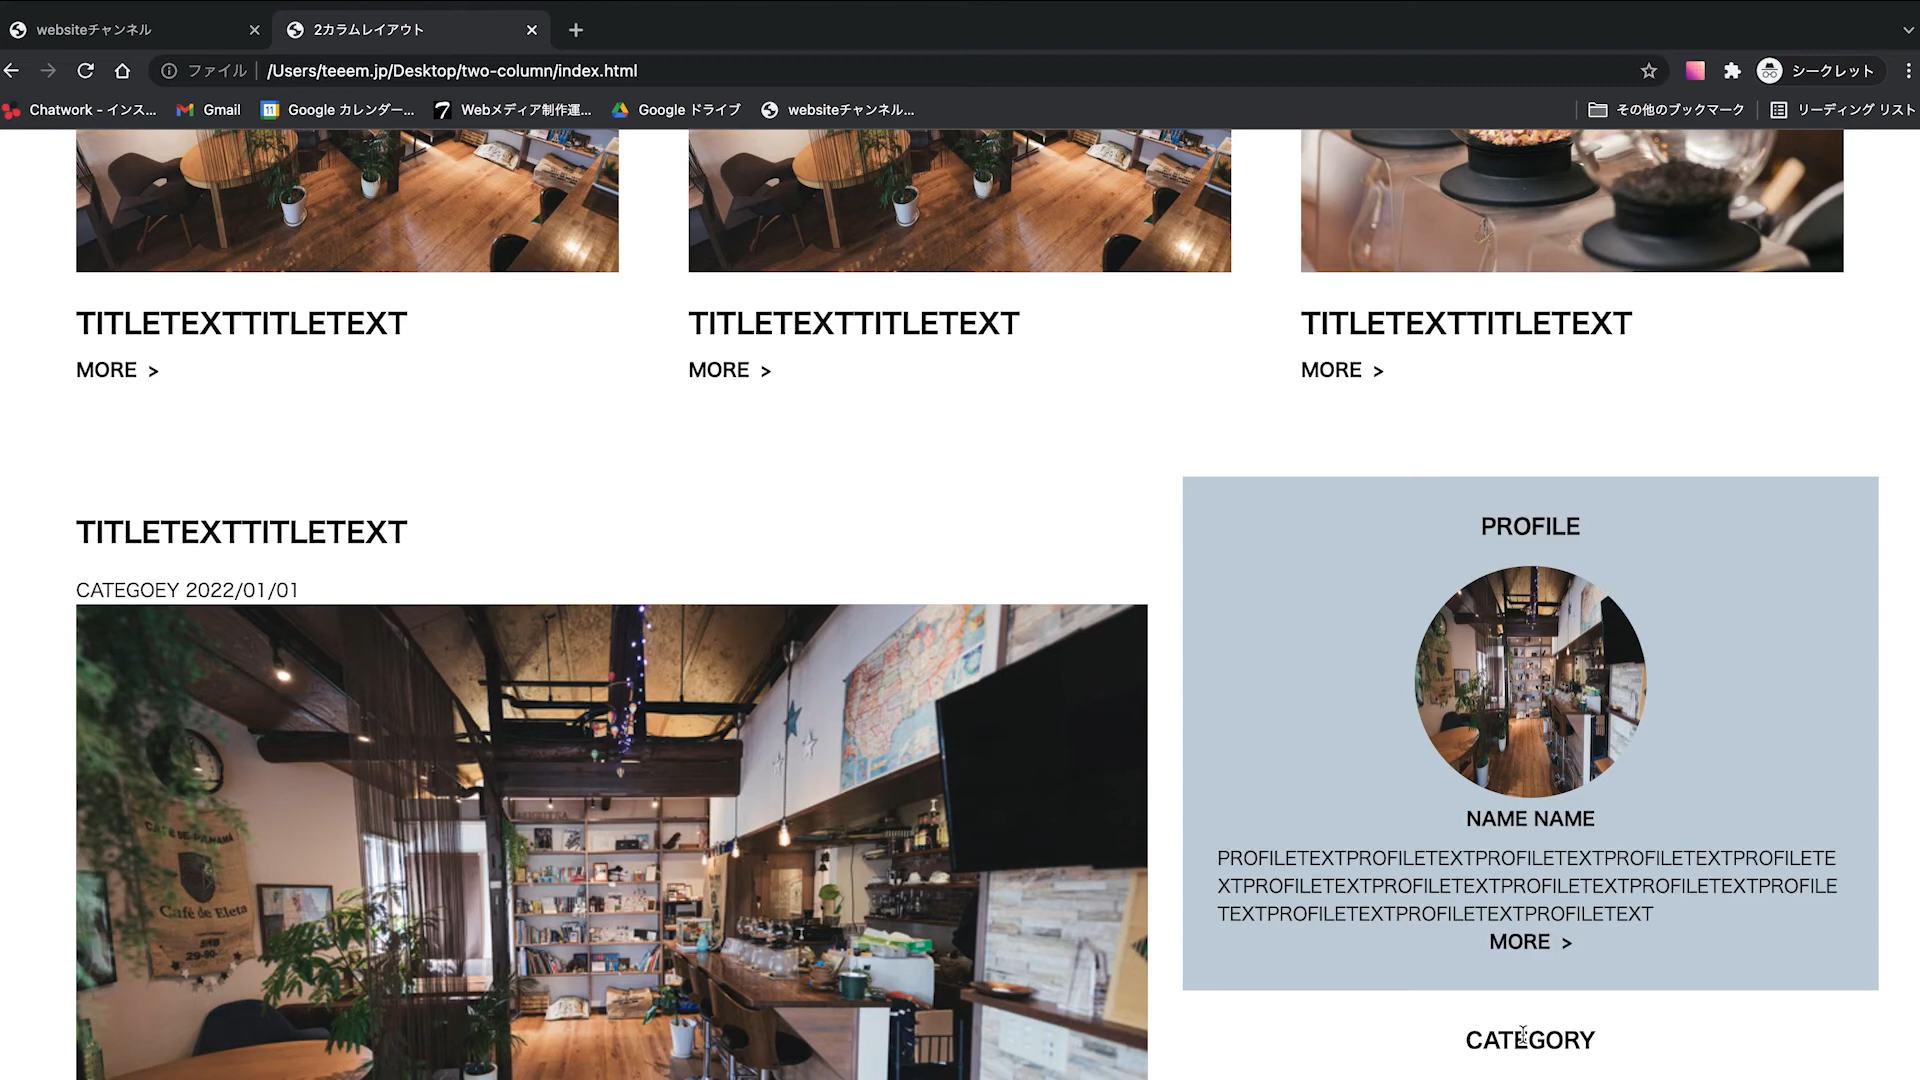 websiteチャンネル
2カラムレイアウト
ファイル /Users/teeem.jp/Desktop/two-column/index.html
シークレット
Chatwork - インス...
Gmail
Google カレンダー...
Webメディア制作運...
Google ドライブ
websiteチャンネル...
その他のブックマーク
リーディング リスト
TITLETEXTTITLETEXT
MORE >
TITLETEXTTITLETEXT
MORE >
TITLETEXTTITLETEXT
MORE >
TITLETEXTTITLETEXT
CATEGOEY 2022/01/01
Café de Eleta
29-80-
PROFILE
NAME NAME
PROFILETEXTPROFILETEXTPROFILETEXTPROFILETEXTPROFILETE
XTPROFILETEXTPROFILETEXTPROFILETEXTPROFILETEXTPROFILE
TEXTPROFILETEXTPROFILETEXTPROFILETEXT
MORE >
CATEGORY